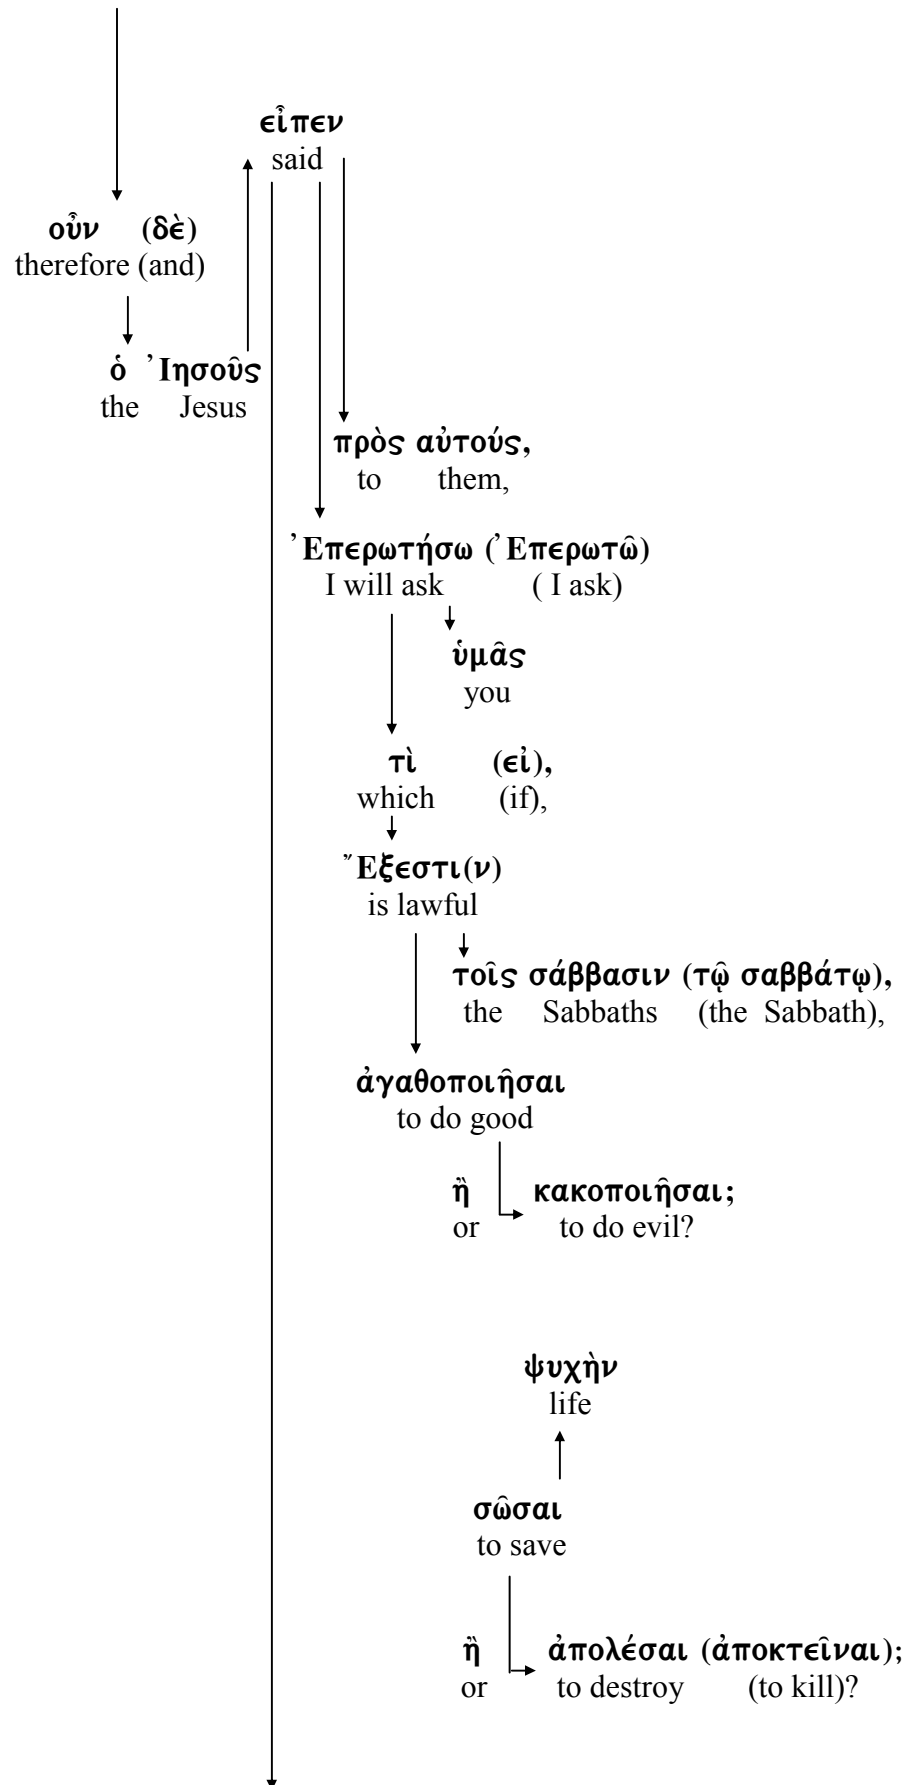 εἶπεν
said
οὖν (δὲ)
therefore (and)
ὁ Ἰησοῦς
the Jesus
πρὸς αὐτούς,
to them,
Ἐπερωτήσω (Ἐπερωτῶ)
I will ask ( I ask)
ὑμᾶς
you
τὶ (εἰ),
which (if),
Ἔξεστι(ν)
is lawful
τοῖς σάββασιν (τῷ σαββάτῳ),
the Sabbaths (the Sabbath),
ἀγαθοποιῆσαι
to do good
ἢ κακοποιῆσαι;
or to do evil?
ψυχὴν
life
σῶσαι
to save
ἢ ἀπολέσαι (ἀποκτεῖναι);
or to destroy (to kill)?